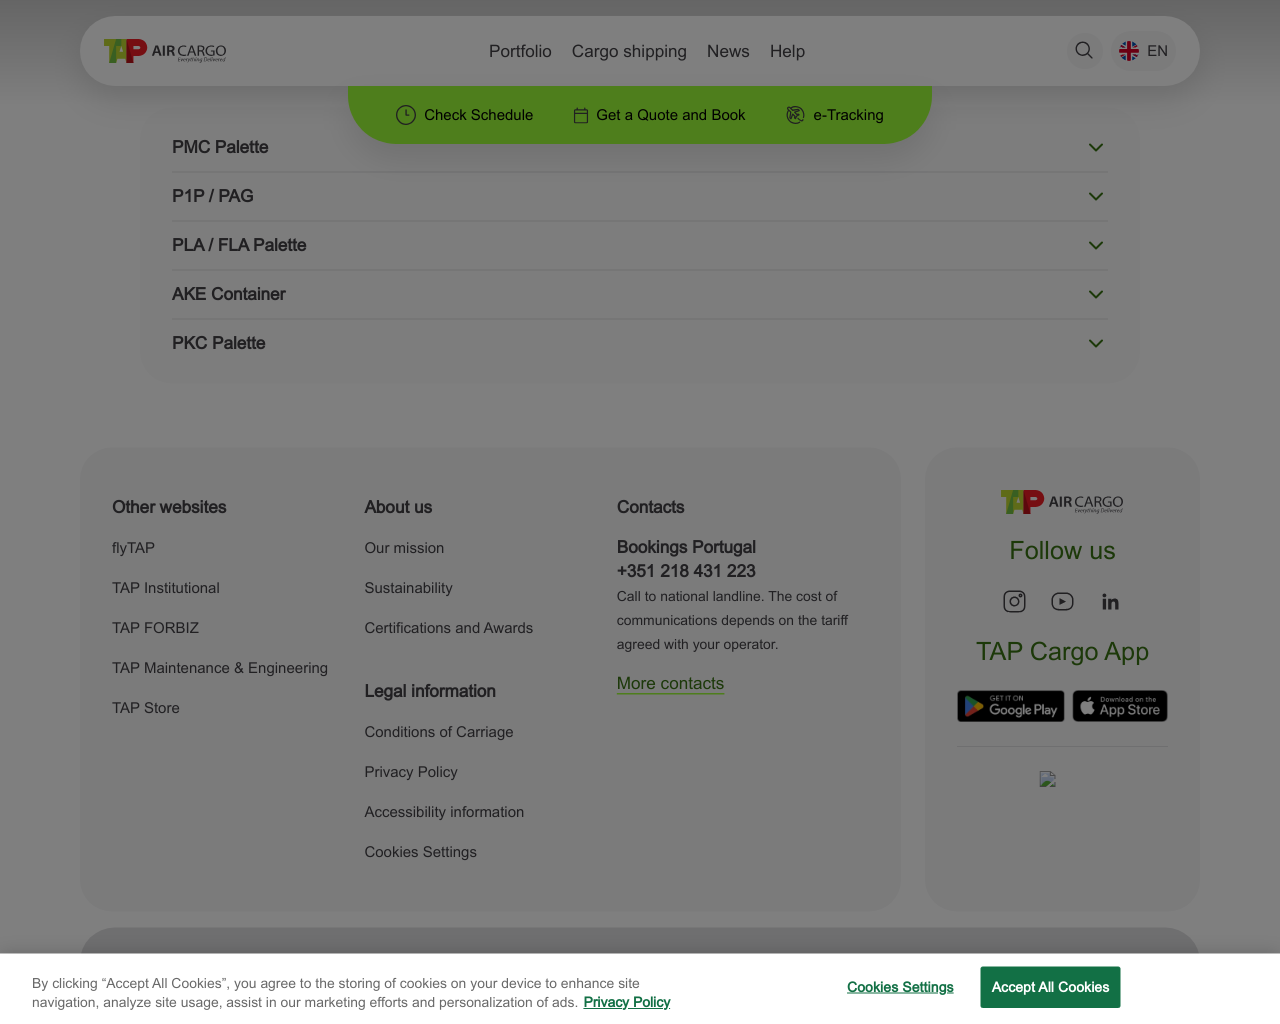 TAP AIR CARGO
Everything Delivered
Portfolio
Cargo shipping
News
Help
EN
Check Schedule
Get a Quote and Book
e-Tracking
PMC Palette
P1P / PAG
PLA / FLA Palette
AKE Container
PKC Palette
Other websites
flyTAP
TAP Institutional
TAP FORBIZ
TAP Maintenance & Engineering
TAP Store
About us
Our mission
Sustainability
Certifications and Awards
Legal information
Conditions of Carriage
Privacy Policy
Accessibility information
Cookies Settings
Contacts
Bookings Portugal
+351 218 431 223
Call to national landline. The cost of
communications depends on the tariff
agreed with your operator.
More contacts
TAP AIR CARGO
Everything Delivered
Follow us
TAP Cargo App
GET IT ON
Google Play
Download on the
App Store
By clicking “Accept All Cookies”, you agree to the storing of cookies on your device to enhance site
navigation, analyze site usage, assist in our marketing efforts and personalization of ads. Privacy Policy
Cookies Settings
Accept All Cookies